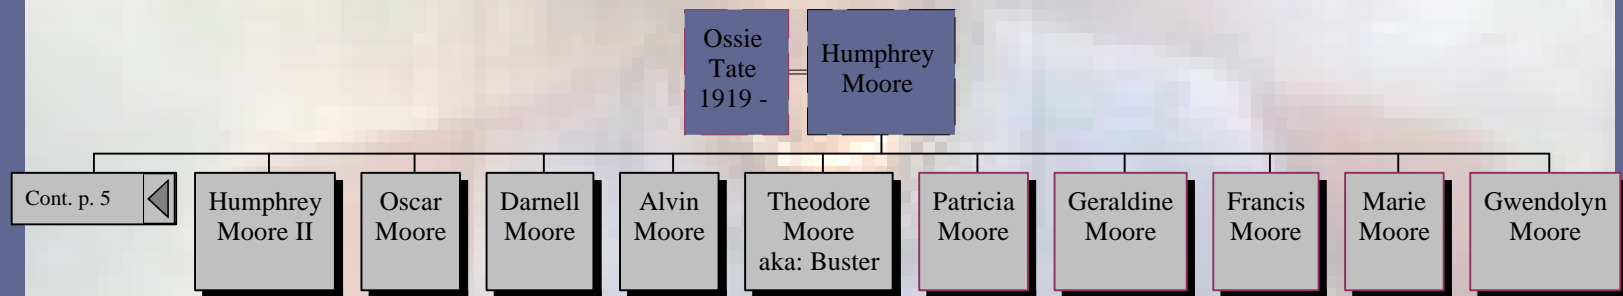 Ossie
Tate
1919 -
Humphrey
Moore
Cont. p. 5
Humphrey
Moore II
Oscar
Moore
Darnell
Moore
Alvin
Moore
Theodore
Moore
aka: Buster
Patricia
Moore
Geraldine
Moore
Francis
Moore
Marie
Moore
Gwendolyn
Moore